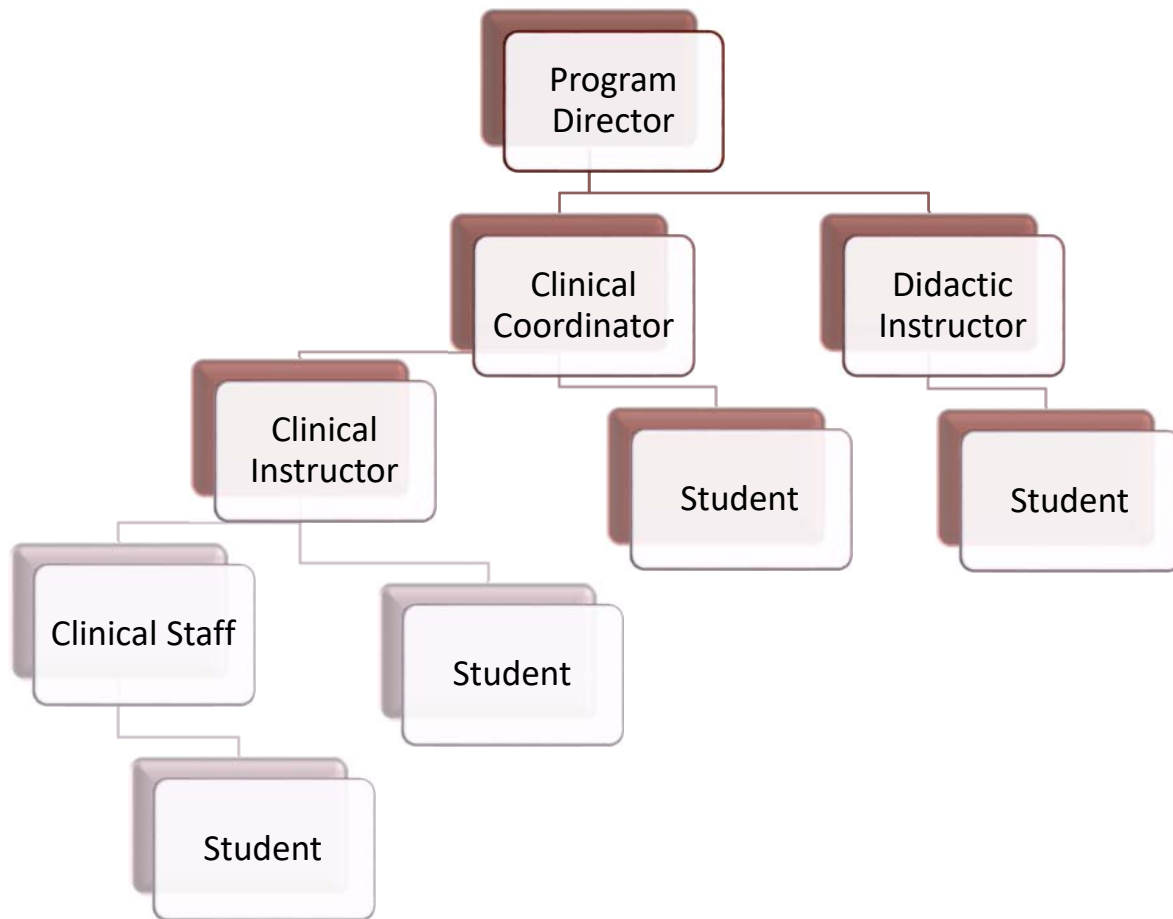 Program
Director
Clinical
Coordinator
Didactic
Instructor
Clinical
Instructor
Student
Student
Clinical Staff
Student
Student